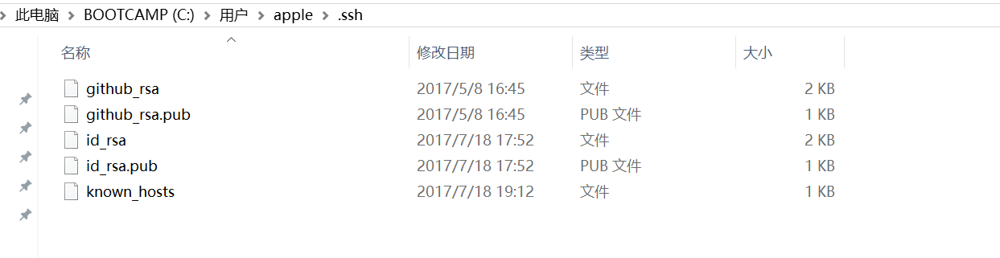 此电脑 > BOOTCAMP (C:) > 用户 > apple > .ssh
名称 修改日期 类型 大小
github_rsa 2017/5/8 16:45 文件 2 KB
github_rsa.pub 2017/5/8 16:45 PUB 文件 1 KB
id_rsa 2017/7/18 17:52 文件 2 KB
id_rsa.pub 2017/7/18 17:52 PUB 文件 1 KB
known_hosts 2017/7/18 19:12 文件 1 KB